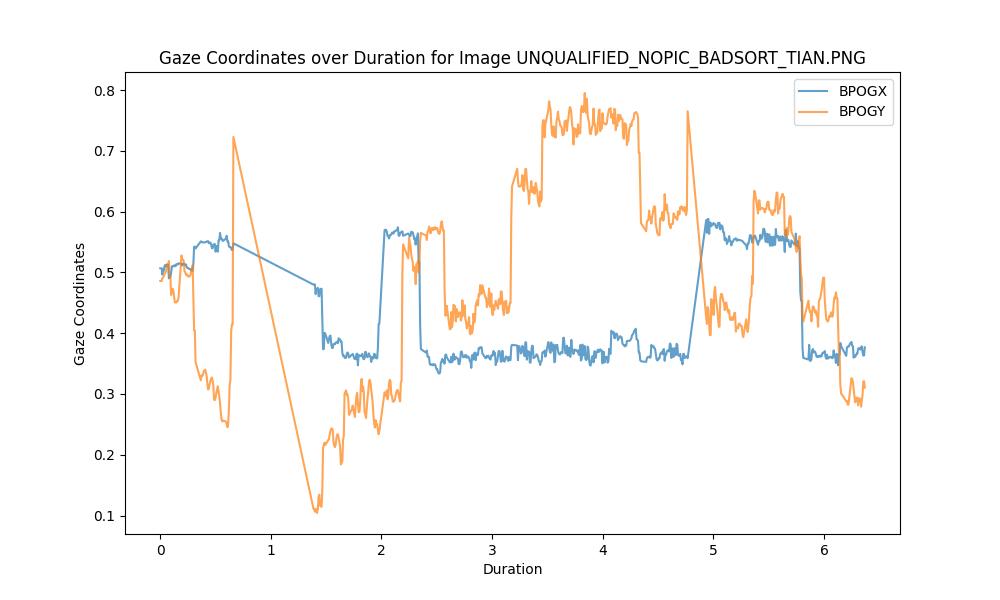 Gaze Coordinates over Duration for Image UNQUALIFIED_NOPIC_BADSORT_TIAN.PNG
BPOGX
BPOGY
0.8
0.7
0.6
0.5
0.4
0.3
0.2
0.1
Gaze Coordinates
0 1 2 3 4 5 6
Duration